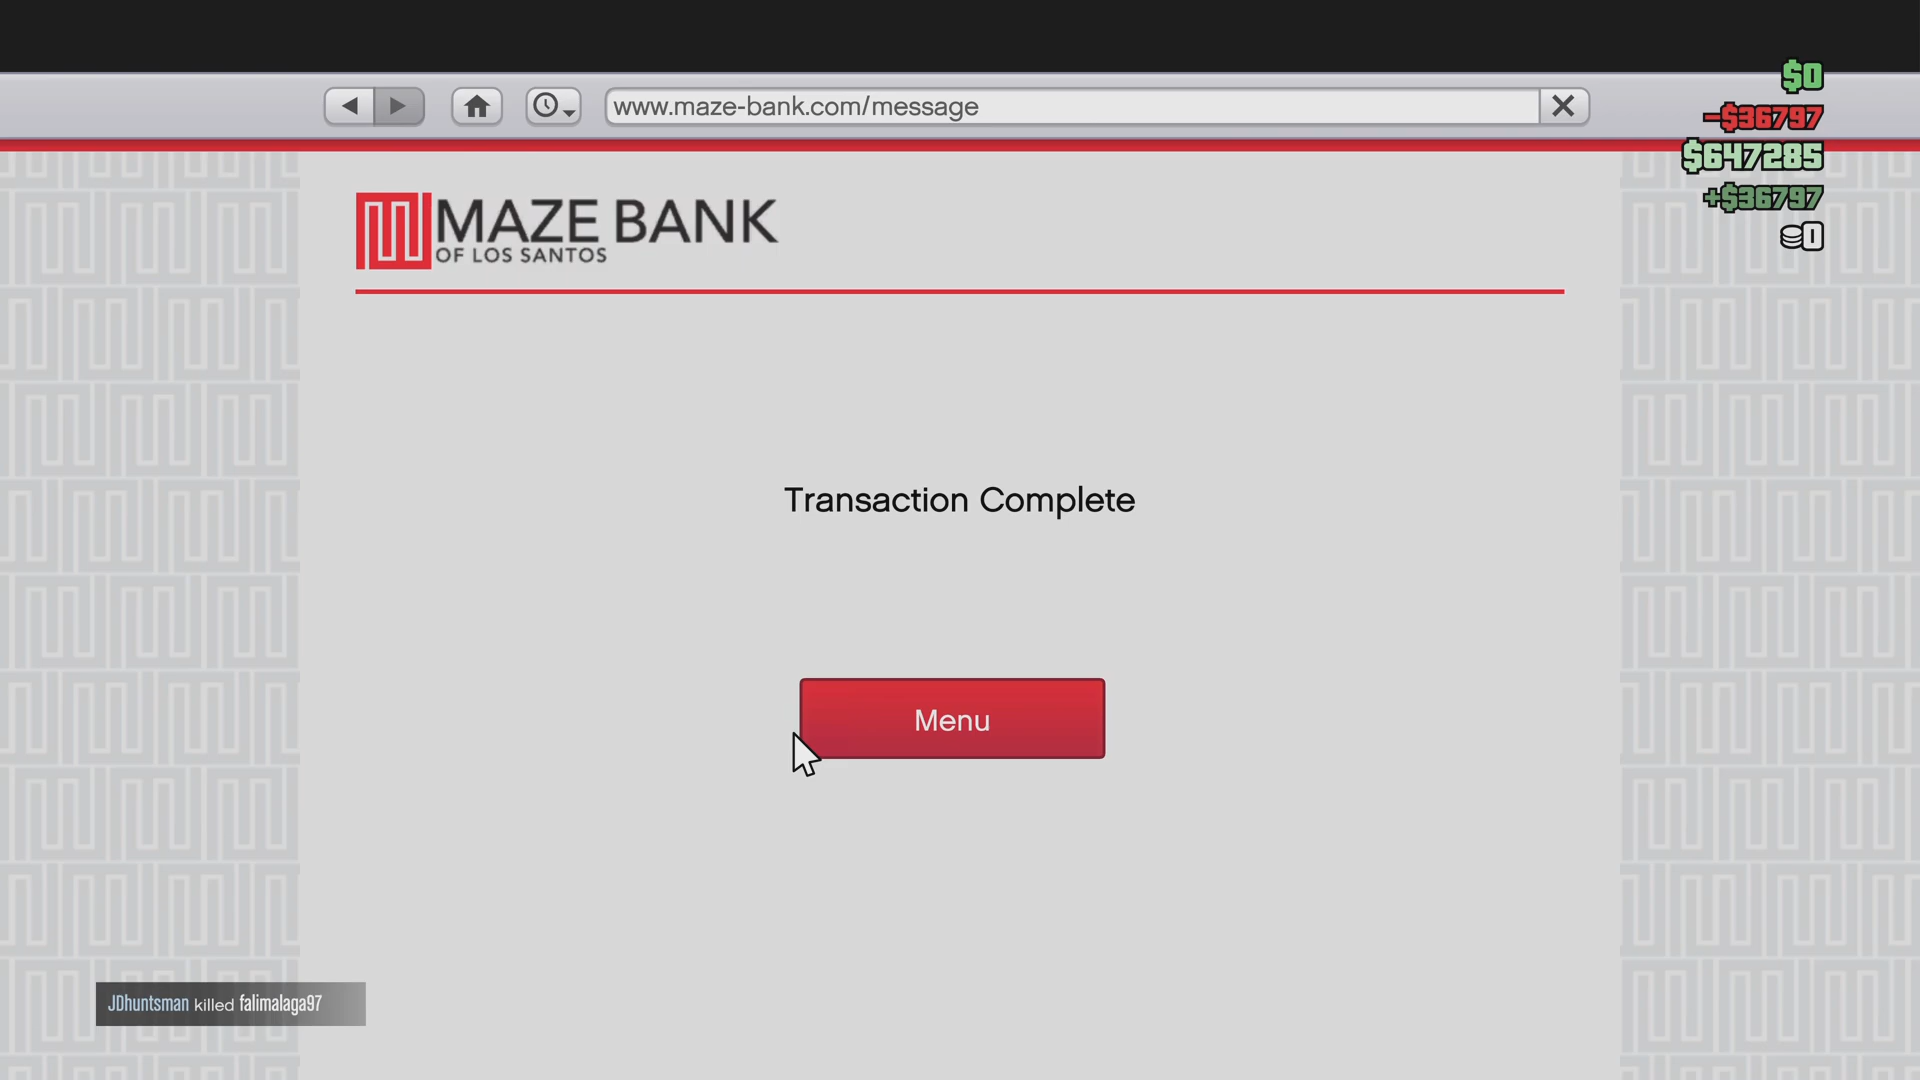 www.maze-bank.com/message
$0
-$36797
$647285
+$36797
0
MAZE BANK
OF LOS SANTOS
Transaction Complete
Menu
JDhuntsman killed falimalaga97